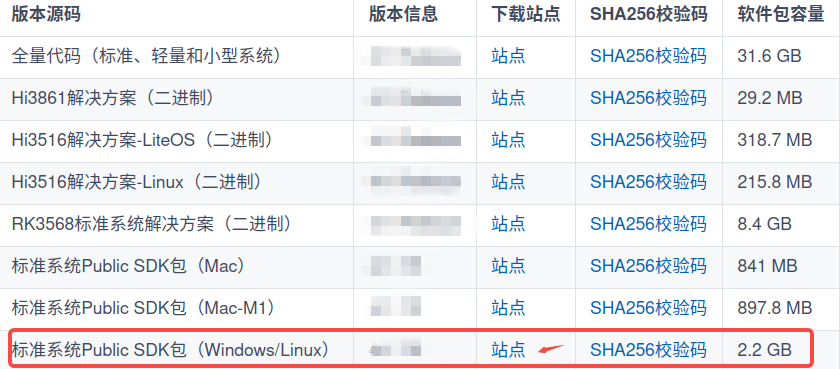 版本源码 版本信息 下载站点 SHA256校验码 软件包容量
全量代码（标准、轻量和小型系统） 站点 SHA256校验码 31.6 GB
Hi3861解决方案（二进制） 站点 SHA256校验码 29.2 MB
Hi3516解决方案-LiteOS（二进制） 站点 SHA256校验码 318.7 MB
Hi3516解决方案-Linux（二进制） 站点 SHA256校验码 215.8 MB
RK3568标准系统解决方案（二进制） 站点 SHA256校验码 8.4 GB
标准系统Public SDK包（Mac） 站点 SHA256校验码 841 MB
标准系统Public SDK包（Mac-M1） 站点 SHA256校验码 897.8 MB
标准系统Public SDK包（Windows/Linux） 站点 SHA256校验码 2.2 GB